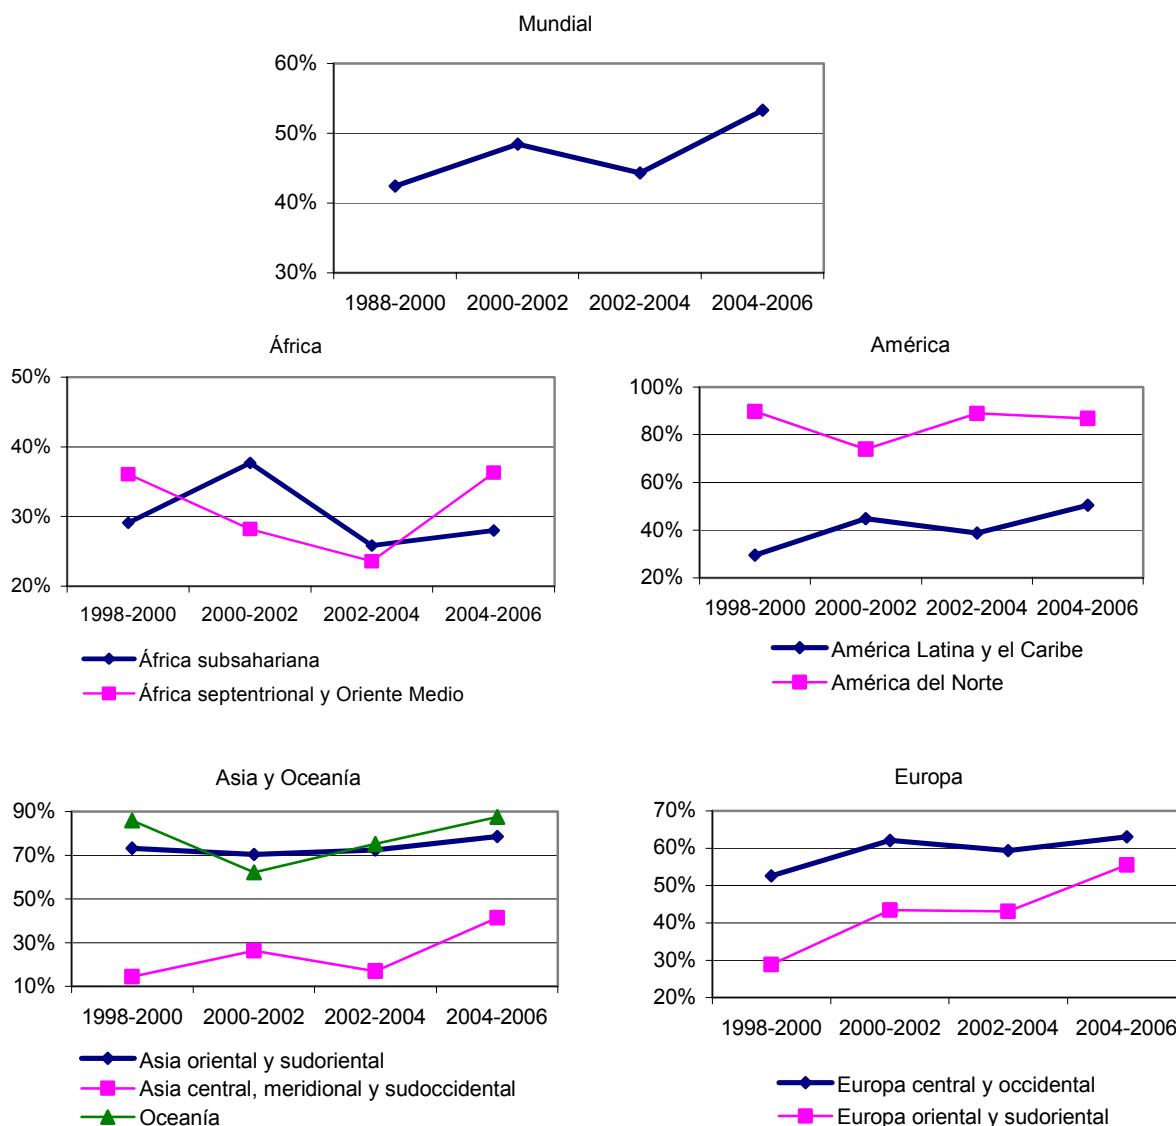 Mundial
60%
50%
40%
30%
1988-2000 2000-2002 2002-2004 2004-2006
África
50%
40%
30%
20%
1998-2000 2000-2002 2002-2004 2004-2006
África subsahariana
África septentrional y Oriente Medio
América
100%
80%
60%
40%
20%
1998-2000 2000-2002 2002-2004 2004-2006
América Latina y el Caribe
América del Norte
Asia y Oceanía
90%
70%
50%
30%
10%
1998-2000 2000-2002 2002-2004 2004-2006
Asia oriental y sudoriental
Asia central, meridional y sudoccidental
Oceanía
Europa
70%
60%
50%
40%
30%
20%
1998-2000 2000-2002 2002-2004 2004-2006
Europa central y occidental
Europa oriental y sudoriental